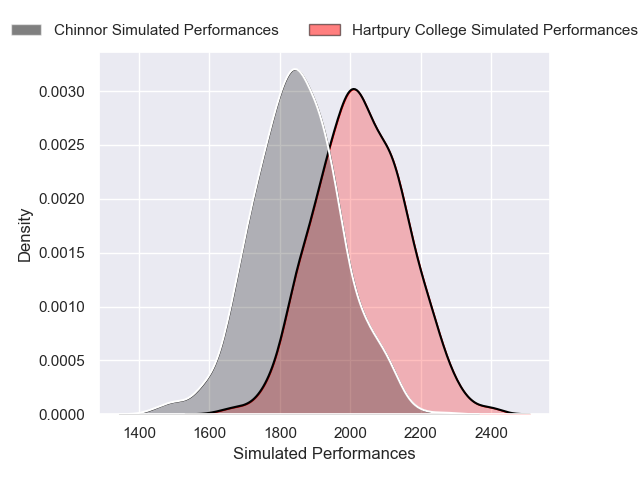 Chinnor Simulated Performances
Hartpury College Simulated Performances
0.0030
0.0025
0.0020
0.0015
0.0010
0.0005
0.0000
Density
1400 1600 1800 2000 2200 2400
Simulated Performances